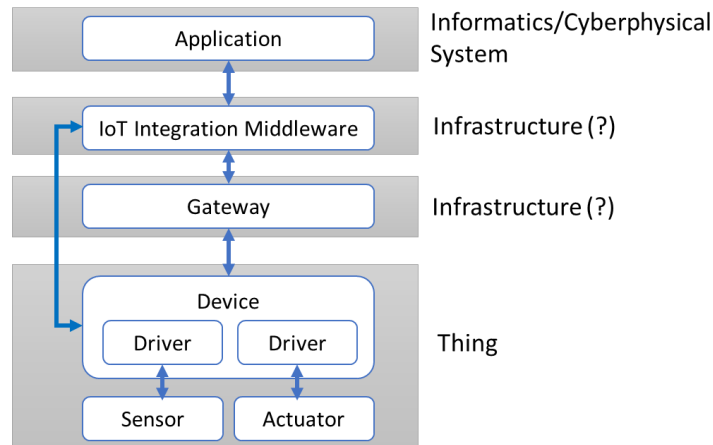 Application
Informatics/Cyberphysical
System
IoT Integration Middleware
Infrastructure (?)
Gateway
Infrastructure (?)
Device
Driver
Driver
Thing
Sensor
Actuator